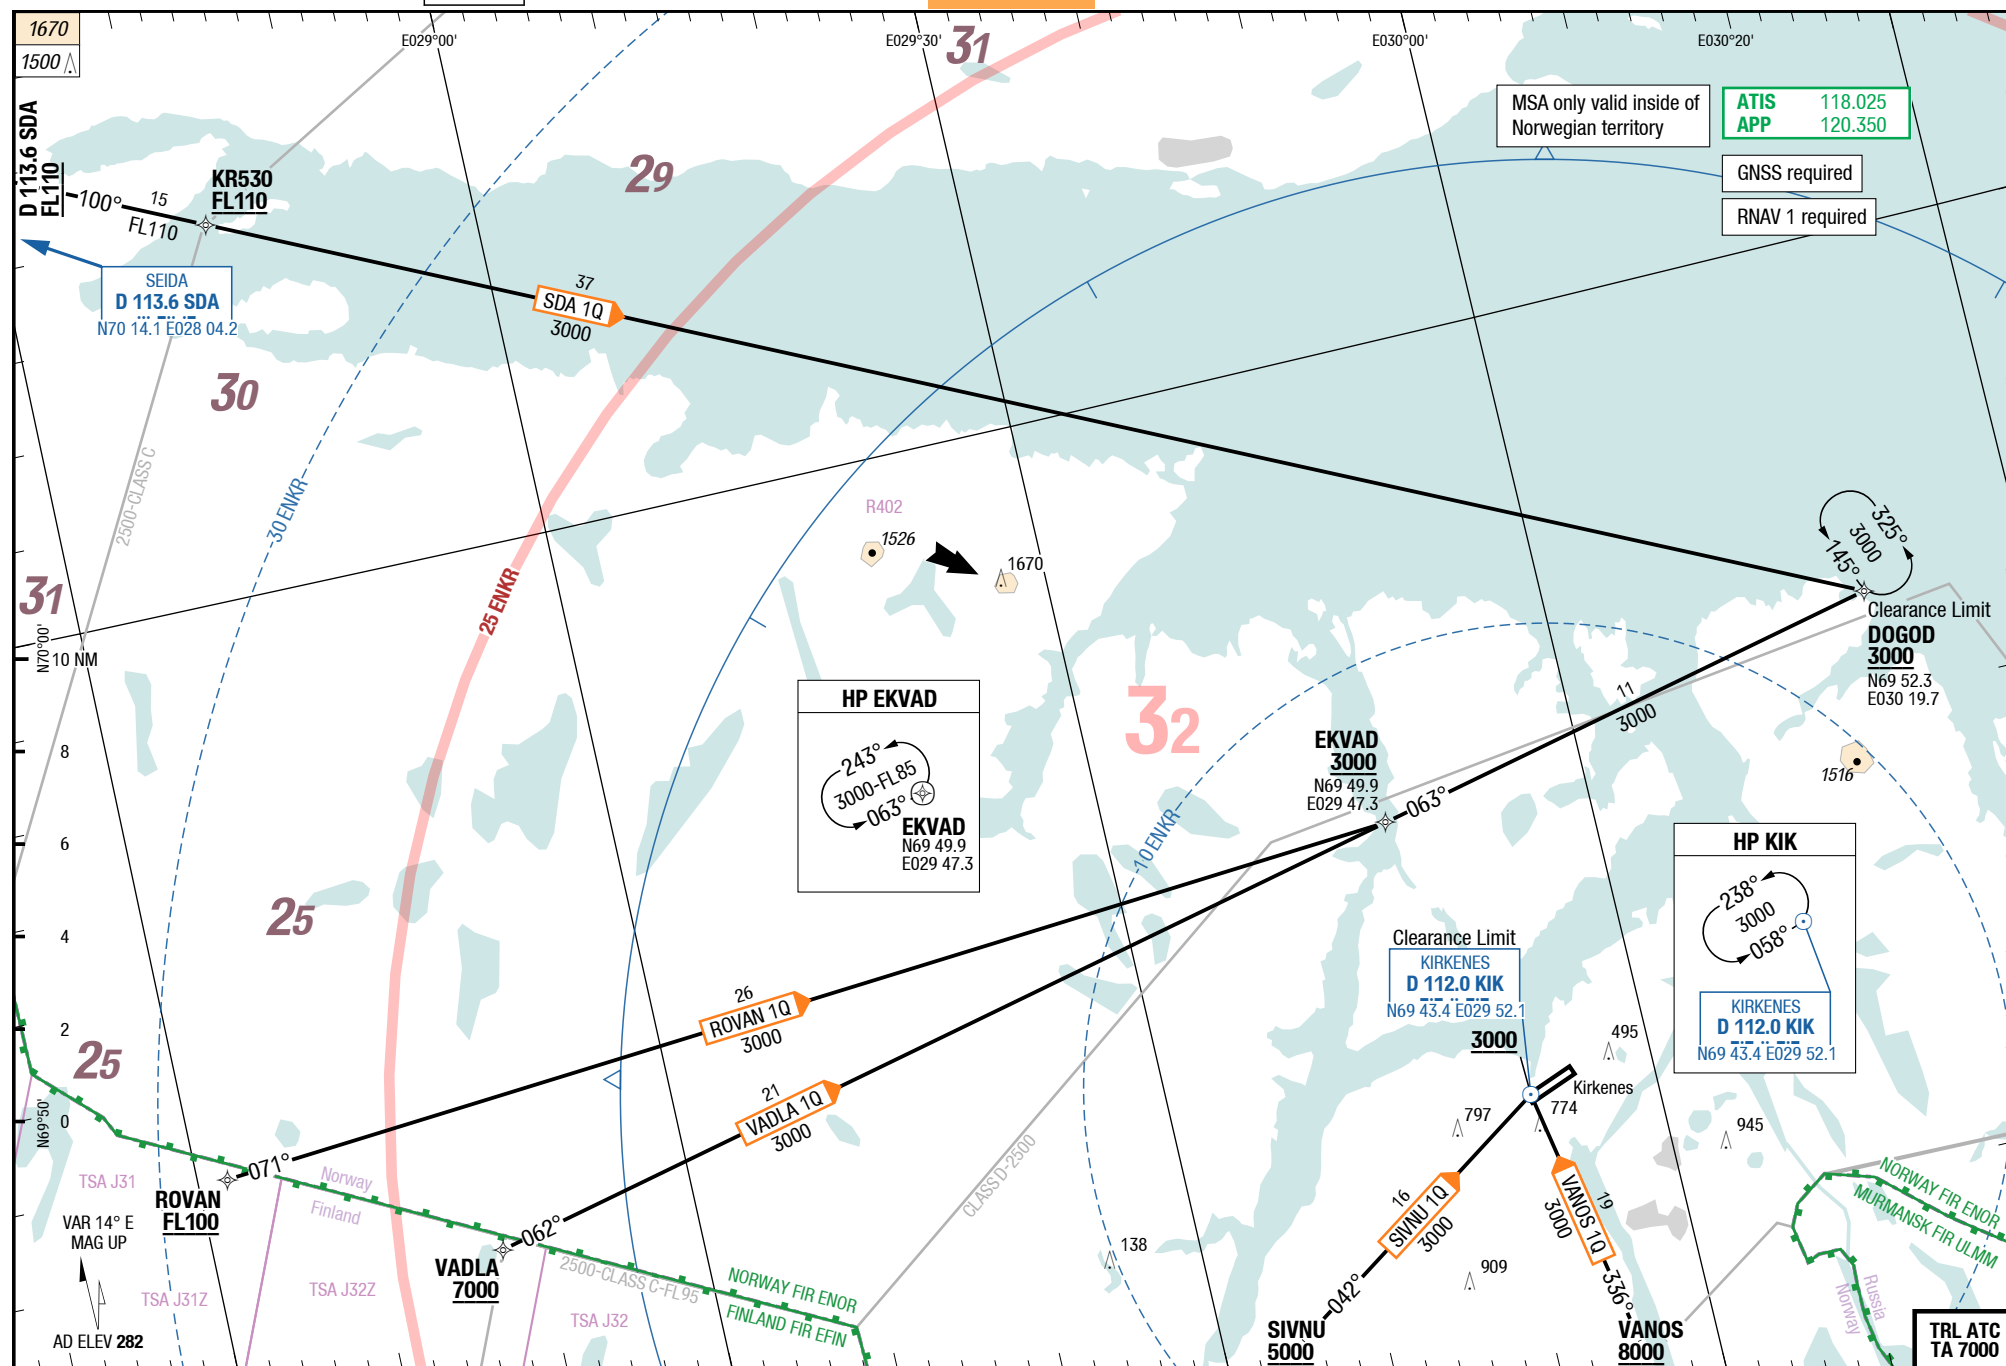 1670
1500
E029°00'
E029°30'
31
E030°00'
E030°20'
MSA only valid inside of
Norwegian territory
ATIS 118.025
APP 120.350
GNSS required
RNAV 1 required
D 113.6 SDA
FL110
100°
15
FL110
KR530
FL110
29
SEIDA
D 113.6 SDA
N70 14.1 E028 04.2
37
SDA 1Q
3000
30
2500-CLASS C
30 ENKR
25 ENKR
R402
1526
1670
325°
3000
145°
Clearance Limit
DOGOD
3000
N69 52.3
E030 19.7
31
N70°00'
10 NM
8
6
4
2
0
N69°50'
HP EKVAD
243°
3000-FL85
063°
EKVAD
N69 49.9
E029 47.3
32
11
3000
EKVAD
3000
N69 49.9
E029 47.3
063°
1516
10 ENKR
HP KIK
238°
3000
058°
KIRKENES
D 112.0 KIK
N69 43.4 E029 52.1
25
Clearance Limit
KIRKENES
D 112.0 KIK
N69 43.4 E029 52.1
3000
26
ROVAN 1Q
3000
25
21
VADLA 1Q
3000
495
Kirkenes
797
774
945
TSA J31
071°
ROVAN
FL100
Norway
Finland
CLASS D-2500
16
SIVNU 1Q
3000
19
VANOS 1Q
3000
NORWAY FIR ENOR
MURMANSK FIR ULMM
VAR 14° E
MAG UP
062°
VADLA
7000
2500-CLASS C-FL95
NORWAY FIR ENOR
FINLAND FIR EFIN
138
909
TSA J31Z
TSA J32Z
TSA J32
AD ELEV 282
042°
SIVNU
5000
336°
VANOS
8000
Russia
Norway
TRL ATC
TA 7000